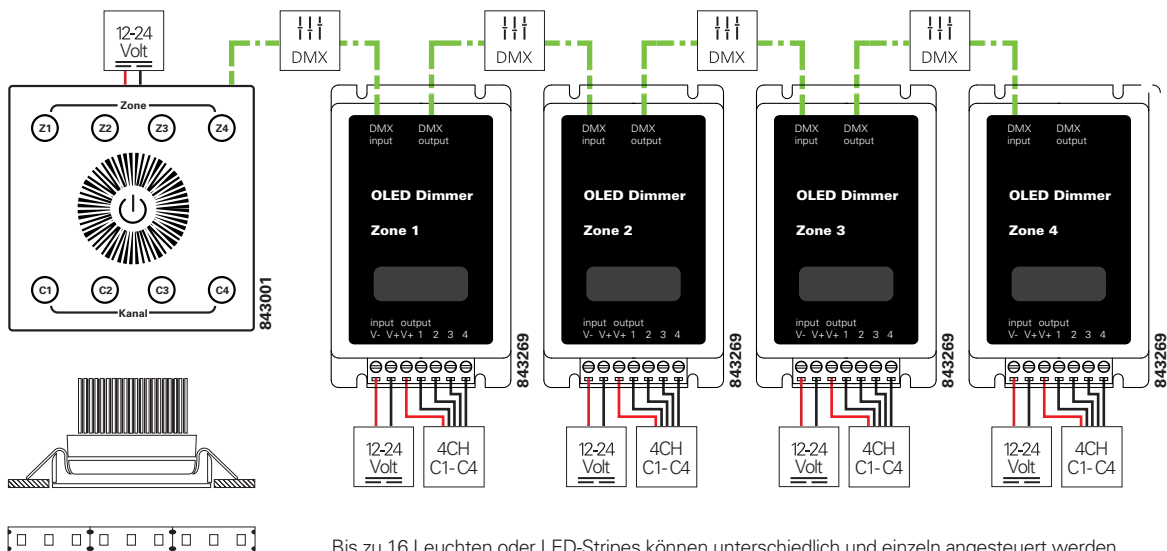 12-24
Volt
DMX
DMX
DMX
DMX
Zone
Z1 Z2 Z3 Z4
C1 C2 C3 C4
Kanal
843001
DMX input
DMX output
OLED Dimmer
Zone 1
input output
V- V+ V+ 1 2 3 4
843269
12-24
Volt
4CH
C1-C4
DMX input
DMX output
OLED Dimmer
Zone 2
input output
V- V+ V+ 1 2 3 4
843269
12-24
Volt
4CH
C1-C4
DMX input
DMX output
OLED Dimmer
Zone 3
input output
V- V+ V+ 1 2 3 4
843269
12-24
Volt
4CH
C1-C4
DMX input
DMX output
OLED Dimmer
Zone 4
input output
V- V+ V+ 1 2 3 4
843269
12-24
Volt
4CH
C1-C4
Bis zu 16 Leuchten oder LED-Stripes können unterschiedlich und einzeln angesteuert werden